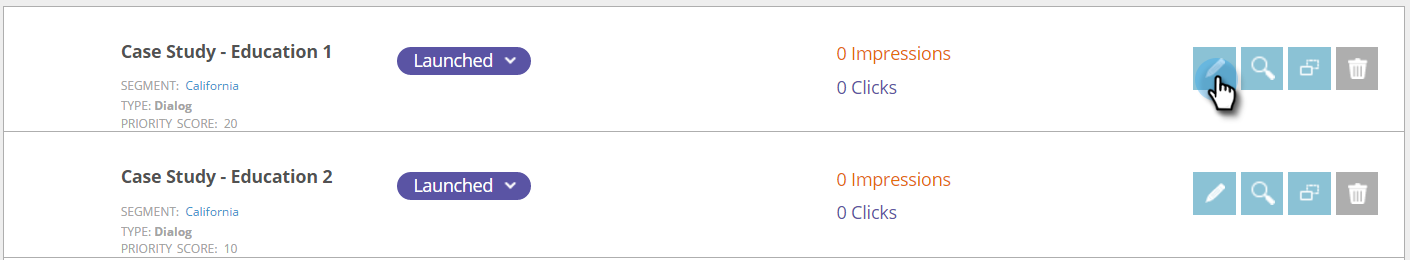 Case Study - Education 1
Launched
0 Impressions
SEGMENT: California
0 Clicks
TYPE: Dialog
PRIORITY SCORE: 20
Case Study - Education 2
Launched
0 Impressions
SEGMENT: California
0 Clicks
TYPE: Dialog
PRIORITY SCORE: 10